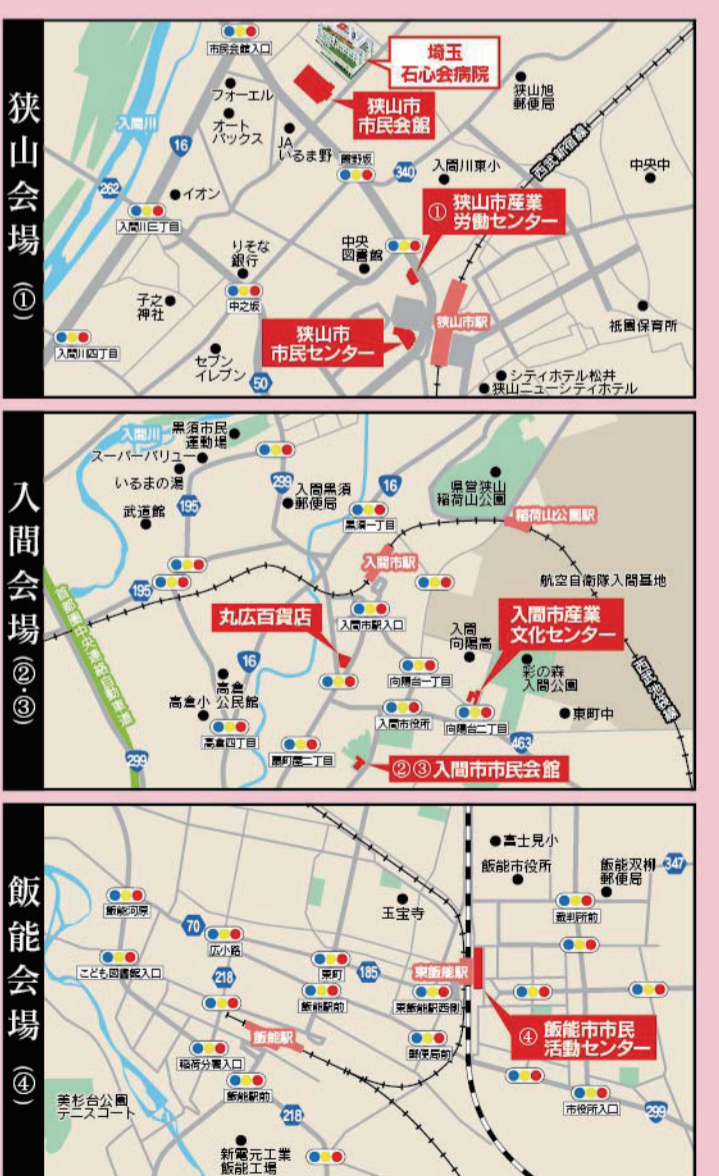 狭山会場(①)
市民会館入口
埼玉
石心会病院
フォーエル
狭山市
市民会館
狭山旭
郵便局
入間川
オート
バックス
JA
いるま野
16
西武新宿線
340
入間川東小
中央中
262
イオン
① 狭山市産業
労働センター
入間川三丁目
りそな
銀行
中央
図書館
中之坂
子之
神社
狭山市駅
祇園保育所
狭山市
市民センター
入間川四丁目
セブン
イレブン
50
シティホテル松井
狭山ニューシティホテル
入間会場(②・③)
入間川
黒須市民
運動場
スーパーバリュー
いるまの湯
299
入間黒須
郵便局
16
県営狭山
稲荷山公園
195
武道館
黒須一丁目
稲荷山公園駅
入間市駅
195
航空自衛隊入間基地
首都圏中央連絡自動車道
丸広百貨店
入間市駅入口
入間市産業
文化センター
入間
向陽高
16
向陽台一丁目
彩の森
入間公園
西武池袋線
高倉
公民館
高倉小
入間市役所
向陽台二丁目
東町中
高倉四丁目
扇町屋二丁目
463
299
②③入間市市民会館
飯能会場(④)
富士見小
飯能市役所
飯能双柳
郵便局
347
飯能河原
玉宝寺
裁判所前
70
広小路
こども図書館入口
218
東町
185
東飯能駅
飯能駅前
東飯能駅西側
飯能駅
④ 飯能市市民
活動センター
稲荷分署入口
郵便局前
飯能駅前
美杉台公園
テニスコート
218
市役所入口
299
新電元工業
飯能工場